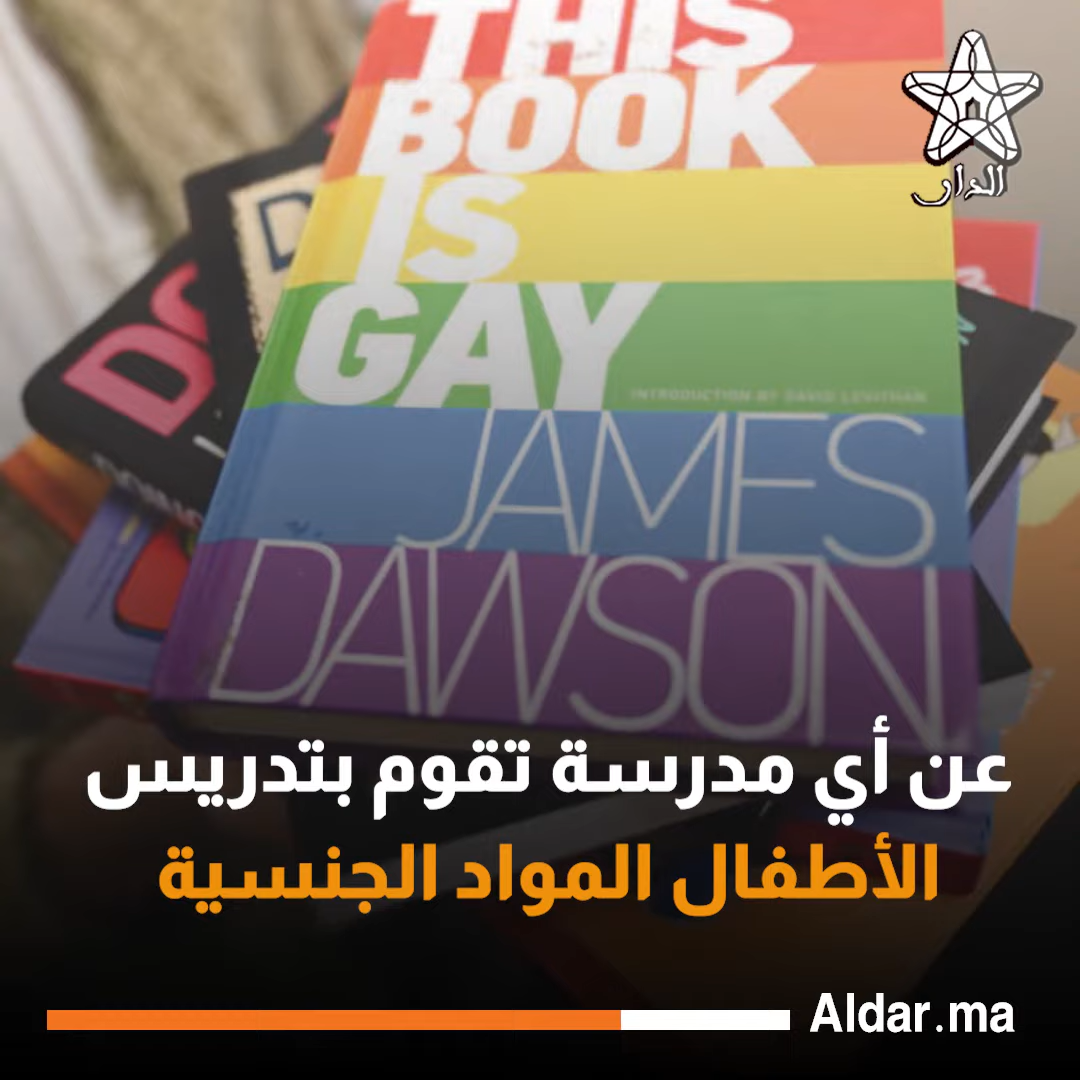 THIS
BOOK
IS
GAY
INTRODUCTION BY DAVID LEVITHAN
JAMES
DAWSON
الدار
عن أي مدرسة تقوم بتدريس
الأطفال المواد الجنسية
Aldar.ma